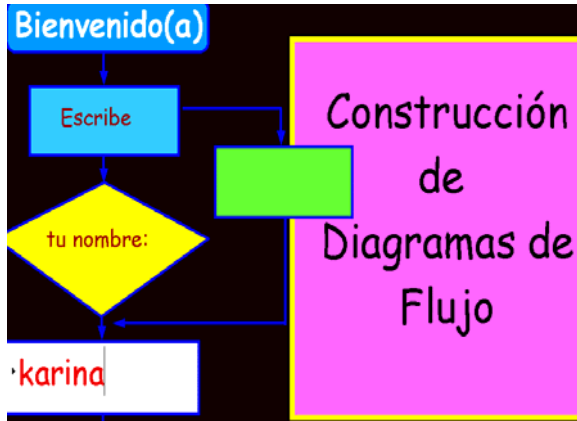 Bienvenido(a)
Escribe
tu nombre:
karina
Construcción
de
Diagramas de
Flujo